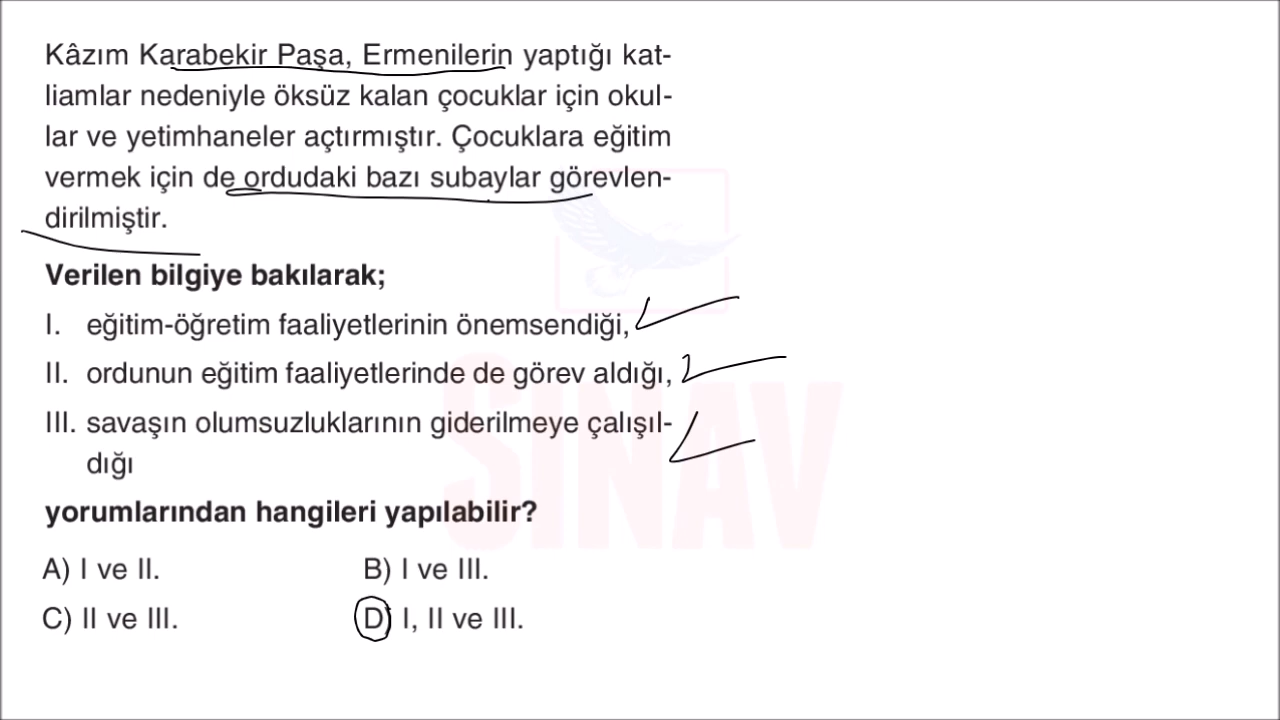 Kâzım Karabekir Paşa, Ermenilerin yaptığı kat-
liamlar nedeniyle öksüz kalan çocuklar için okul-
lar ve yetimhaneler açtırmıştır. Çocuklara eğitim
vermek için de ordudaki bazı subaylar görevlen-
dirilmiştir.
Verilen bilgiye bakılarak;
I. eğitim-öğretim faaliyetlerinin önemsendiği,
II. ordunun eğitim faaliyetlerinde de görev aldığı,
III. savaşın olumsuzluklarının giderilmeye çalışıl-
dığı
SINAV
yorumlarından hangileri yapılabilir?
A) I ve II.
B) I ve III.
C) II ve III.
D) I, II ve III.